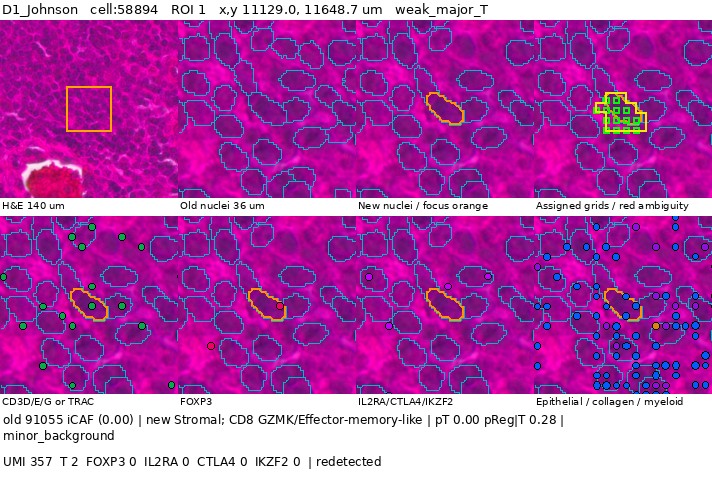 D1_Johnson cell:58894 ROI 1 x,y 11129.0, 11648.7 um weak_major_T
H&E 140 um
Old nuclei 36 um
New nuclei / focus orange
Assigned grids / red ambiguity
CD3D/E/G or TRAC
FOXP3
IL2RA/CTLA4/IKZF2
Epithelial / collagen / myeloid
old 91055 iCAF (0.00) | new Stromal; CD8 GZMK/Effector-memory-like | pT 0.00 pReg|T 0.28 |
minor_background
UMI 357 T 2 FOXP3 0 IL2RA 0 CTLA4 0 IKZF2 0 | redetected